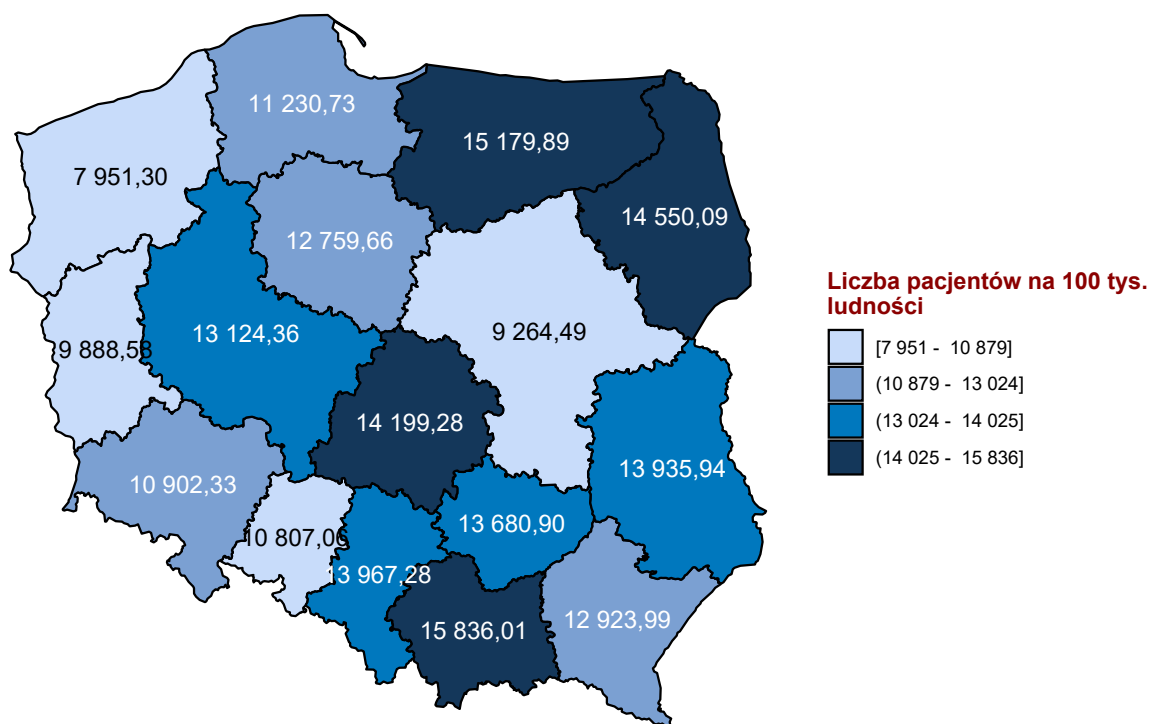 11 230,73
15 179,89
7 951,30
14 550,09
12 759,66
9 264,49
13 124,36
9 888,58
14 199,28
13 935,94
10 902,33
13 680,90
10 807,06
13 967,28
12 923,99
15 836,01
Liczba pacjentów na 100 tys.
ludności
[7 951 - 10 879]
(10 879 - 13 024]
(13 024 - 14 025]
(14 025 - 15 836]